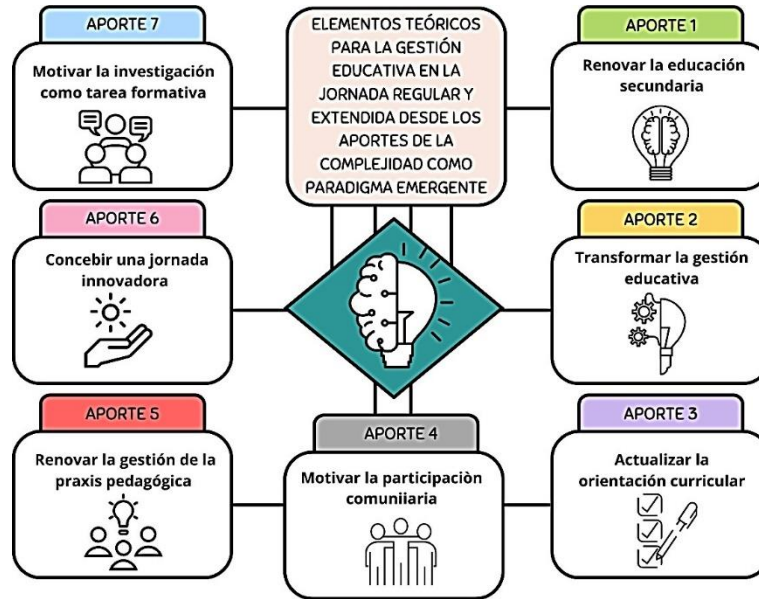 ELEMENTOS TEÓRICOS
PARA LA GESTIÓN
EDUCATIVA EN LA
JORNADA REGULAR Y
EXTENDIDA DESDE LOS
APORTES DE LA
COMPLEJIDAD COMO
PARADIGMA EMERGENTE
APORTE 1
Renovar la educación
secundaria
APORTE 2
Transformar la gestión
educativa
APORTE 3
Actualizar la
orientación curricular
APORTE 4
Motivar la participaciòn
comuniiaria
APORTE 5
Renovar la gestión de la
praxis pedagógica
APORTE 6
Concebir una jornada
innovadora
APORTE 7
Motivar la investigación
como tarea formativa